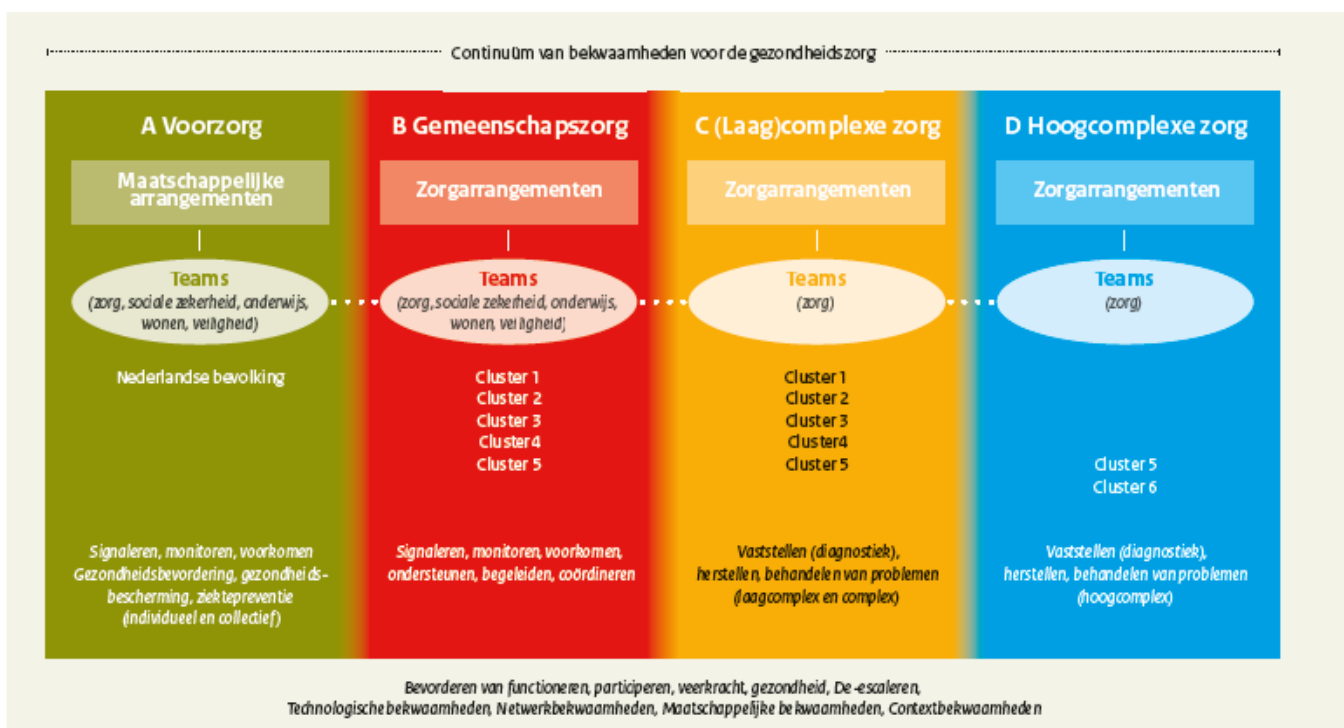 Continuüm van bekwaamheden voor de gezondheidszorg
A Voorzorg
Maatschappelijke
arrangementen
Teams
(zorg, sociale zekerheid, onderwijs,
wonen, veiligheid)
Nederlandse bevolking
Signaleren, monitoren, voorkomen
Gezondheidsbevordering, gezondheids-
bescherming, ziektepreventie
(individueel en collectief)
B Gemeenschapszorg
Zorgarrangementen
Teams
(zorg, sociale zekerheid, onderwijs,
wonen, veiligheid)
Cluster 1
Cluster 2
Cluster 3
Cluster 4
Cluster 5
Signaleren, monitoren, voorkomen,
ondersteunen, begeleiden, coördineren
C (Laag)complexe zorg
Zorgarrangementen
Teams
(zorg)
Cluster 1
Cluster 2
Cluster 3
Cluster4
Cluster 5
Vaststellen (diagnostiek),
herstellen, behandelen van problemen
(laagcomplex en complex)
D Hoogcomplexe zorg
Zorgarrangementen
Teams
(zorg)
Cluster 5
Cluster 6
Vaststellen (diagnostiek),
herstellen, behandelen van problemen
(hoogcomplex)
Bevorderen van functioneren, participeren, veerkracht, gezondheid, De-escaleren,
Technologische bekwaamheden, Netwerkbekwaamheden, Maatschappelijke bekwaamheden, Contextbekwaamheden